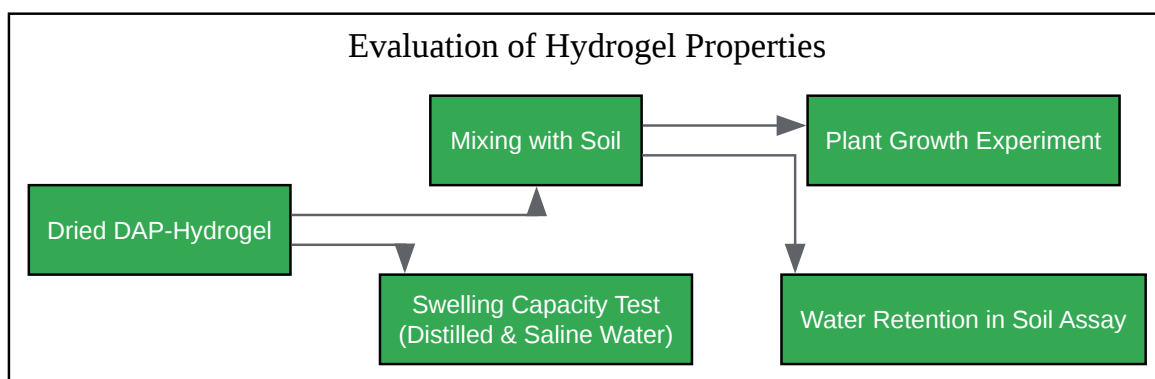 Evaluation of Hydrogel Properties
Mixing with Soil
Plant Growth Experiment
Dried DAP-Hydrogel
Swelling Capacity Test
(Distilled & Saline Water)
Water Retention in Soil Assay